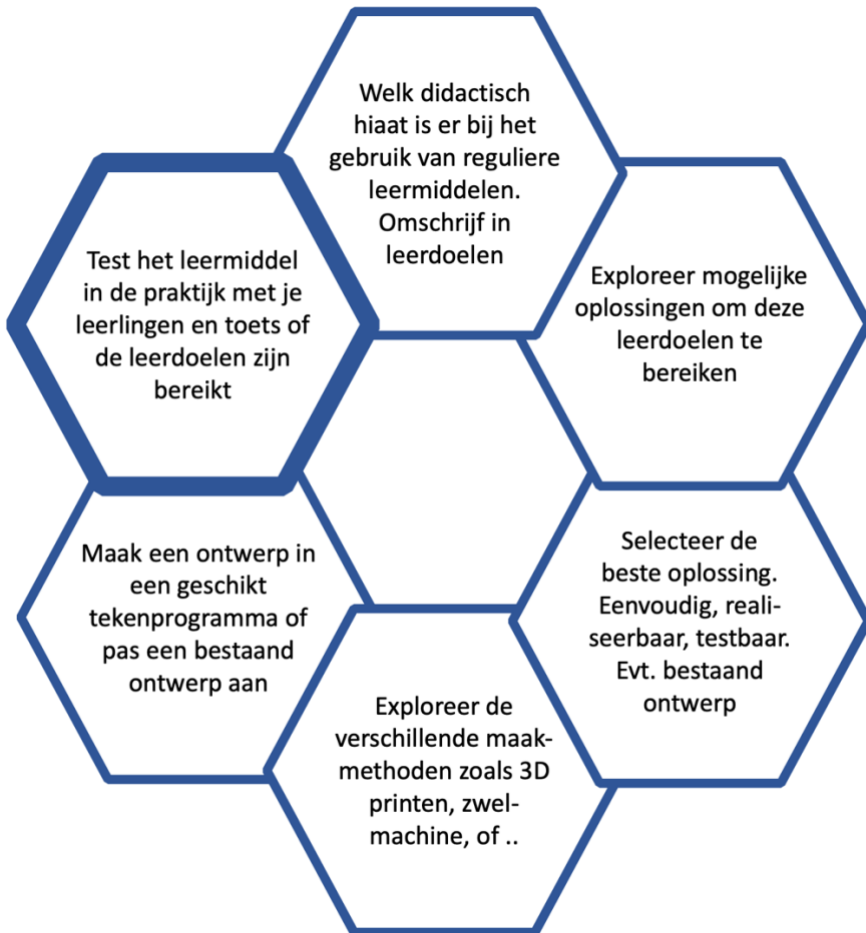 Welk didactisch
hiaat is er bij het
gebruik van reguliere
leermiddelen.
Omschrijf in
leerdoelen
Exploreer mogelijke
oplossingen om deze
leerdoelen te
bereiken
Selecteer de
beste oplossing.
Eenvoudig, reali-
seerbaar, testbaar.
Evt. bestaand
ontwerp
Exploreer de
verschillende maak-
methoden zoals 3D
printen, zwel-
machine, of ..
Maak een ontwerp in
een geschikt
tekenprogramma of
pas een bestaand
ontwerp aan
Test het leermiddel
in de praktijk met je
leerlingen en toets of
de leerdoelen zijn
bereikt